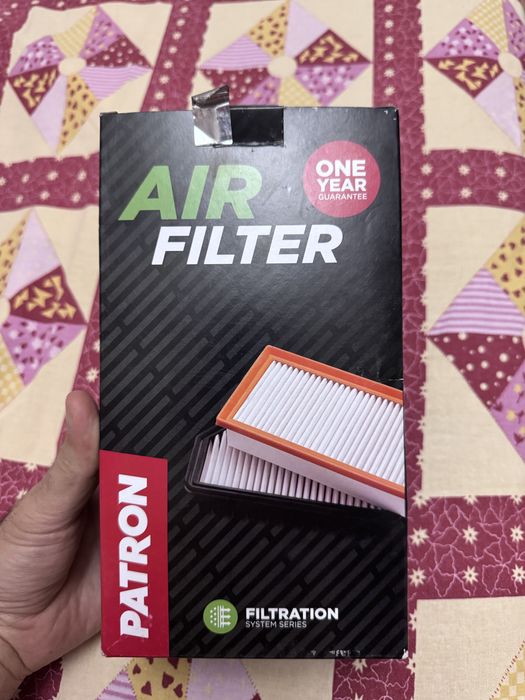 AIR
FILTER
ONE
YEAR
GUARANTEE
PATRON
FILTRATION
SYSTEM SERIES